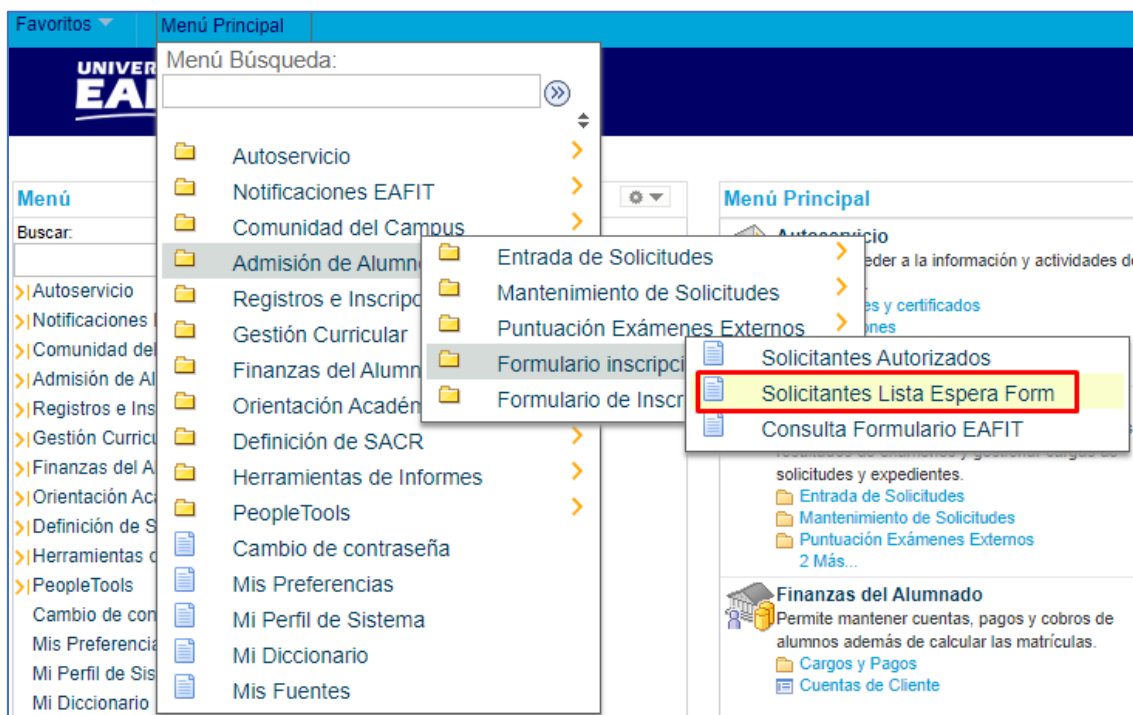 Favoritos
Menú Principal
UNIVER
EAI
Menú Búsqueda:
Autoservicio
Notificaciones EAFIT
Comunidad del Campus
Admisión de Alumn
Registros e Inscripc
Gestión Curricular
Finanzas del Alumn
Orientación Académ
Definición de SACR
Herramientas de Informes
PeopleTools
Cambio de contraseña
Mis Preferencias
Mi Perfil de Sistema
Mi Diccionario
Mis Fuentes
Entrada de Solicitudes
Mantenimiento de Solicitudes
Puntuación Exámenes Externos
Formulario inscripci
Formulario de Inscr
Solicitantes Autorizados
Solicitantes Lista Espera Form
Consulta Formulario EAFIT
Menú
Buscar:
Autoservicio
Notificaciones
Comunidad del
Admisión de Al
Registros e Ins
Gestión Curricu
Finanzas del A
Orientación Aca
Definición de S
Herramientas
PeopleTools
Cambio de con
Mis Preferencia
Mi Perfil de Sis
Mi Diccionario
Menú Principal
Autoservicio
eder a la información y actividades de
es y certificados
ones
solicitudes y expedientes.
Entrada de Solicitudes
Mantenimiento de Solicitudes
Puntuación Exámenes Externos
2 Más...
Finanzas del Alumnado
Permite mantener cuentas, pagos y cobros de
alumnos además de calcular las matrículas.
Cargos y Pagos
Cuentas de Cliente